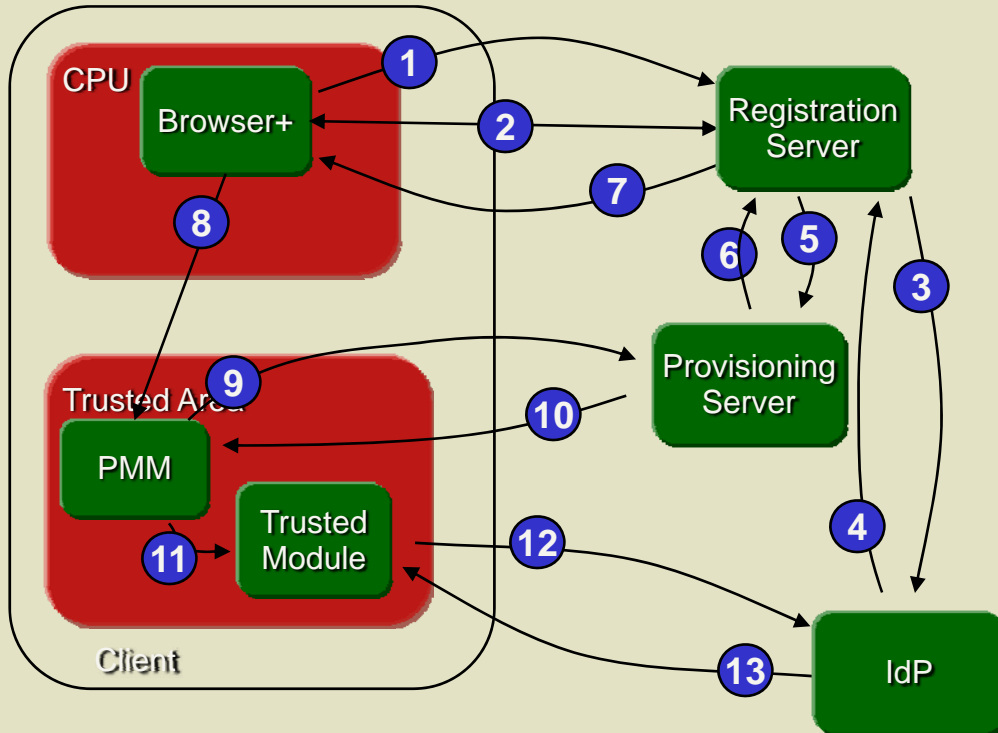 CPU
Browser+
1
2
7
8
Registration
Server
6
5
3
Provisioning
Server
9
10
Trusted Area
PMM
11
Trusted
Module
12
4
13
IdP
Client